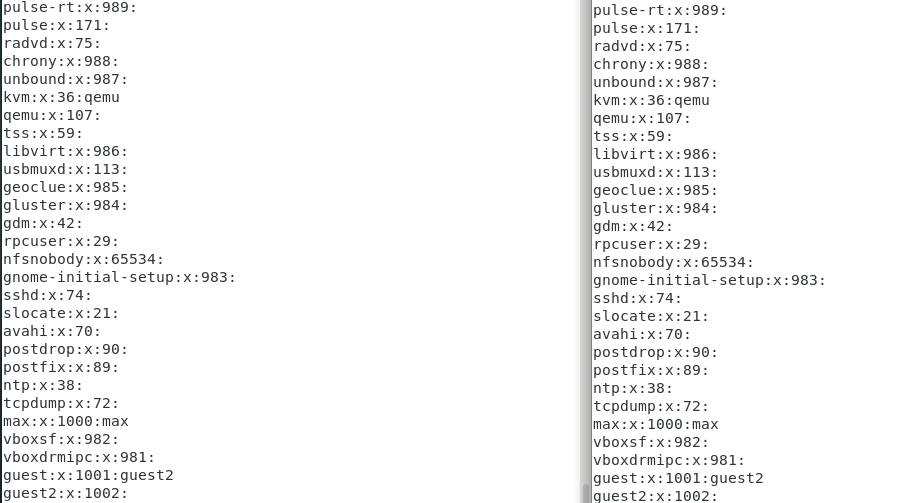 pulse-rt:x:989:
pulse:x:171:
radvd:x:75:
chrony:x:988:
unbound:x:987:
kvm:x:36:qemu
qemu:x:107:
tss:x:59:
libvirt:x:986:
usbmuxd:x:113:
geoclue:x:985:
gluster:x:984:
gdm:x:42:
rpcuser:x:29:
nfsnobody:x:65534:
gnome-initial-setup:x:983:
sshd:x:74:
slocate:x:21:
avahi:x:70:
postdrop:x:90:
postfix:x:89:
ntp:x:38:
tcpdump:x:72:
max:x:1000:max
vboxsf:x:982:
vboxdrmipc:x:981:
guest:x:1001:guest2
guest2:x:1002:
pulse-rt:x:989:
pulse:x:171:
radvd:x:75:
chrony:x:988:
unbound:x:987:
kvm:x:36:qemu
qemu:x:107:
tss:x:59:
libvirt:x:986:
usbmuxd:x:113:
geoclue:x:985:
gluster:x:984:
gdm:x:42:
rpcuser:x:29:
nfsnobody:x:65534:
gnome-initial-setup:x:983:
sshd:x:74:
slocate:x:21:
avahi:x:70:
postdrop:x:90:
postfix:x:89:
ntp:x:38:
tcpdump:x:72:
max:x:1000:max
vboxsf:x:982:
vboxdrmipc:x:981:
guest:x:1001:guest2
guest2:x:1002: